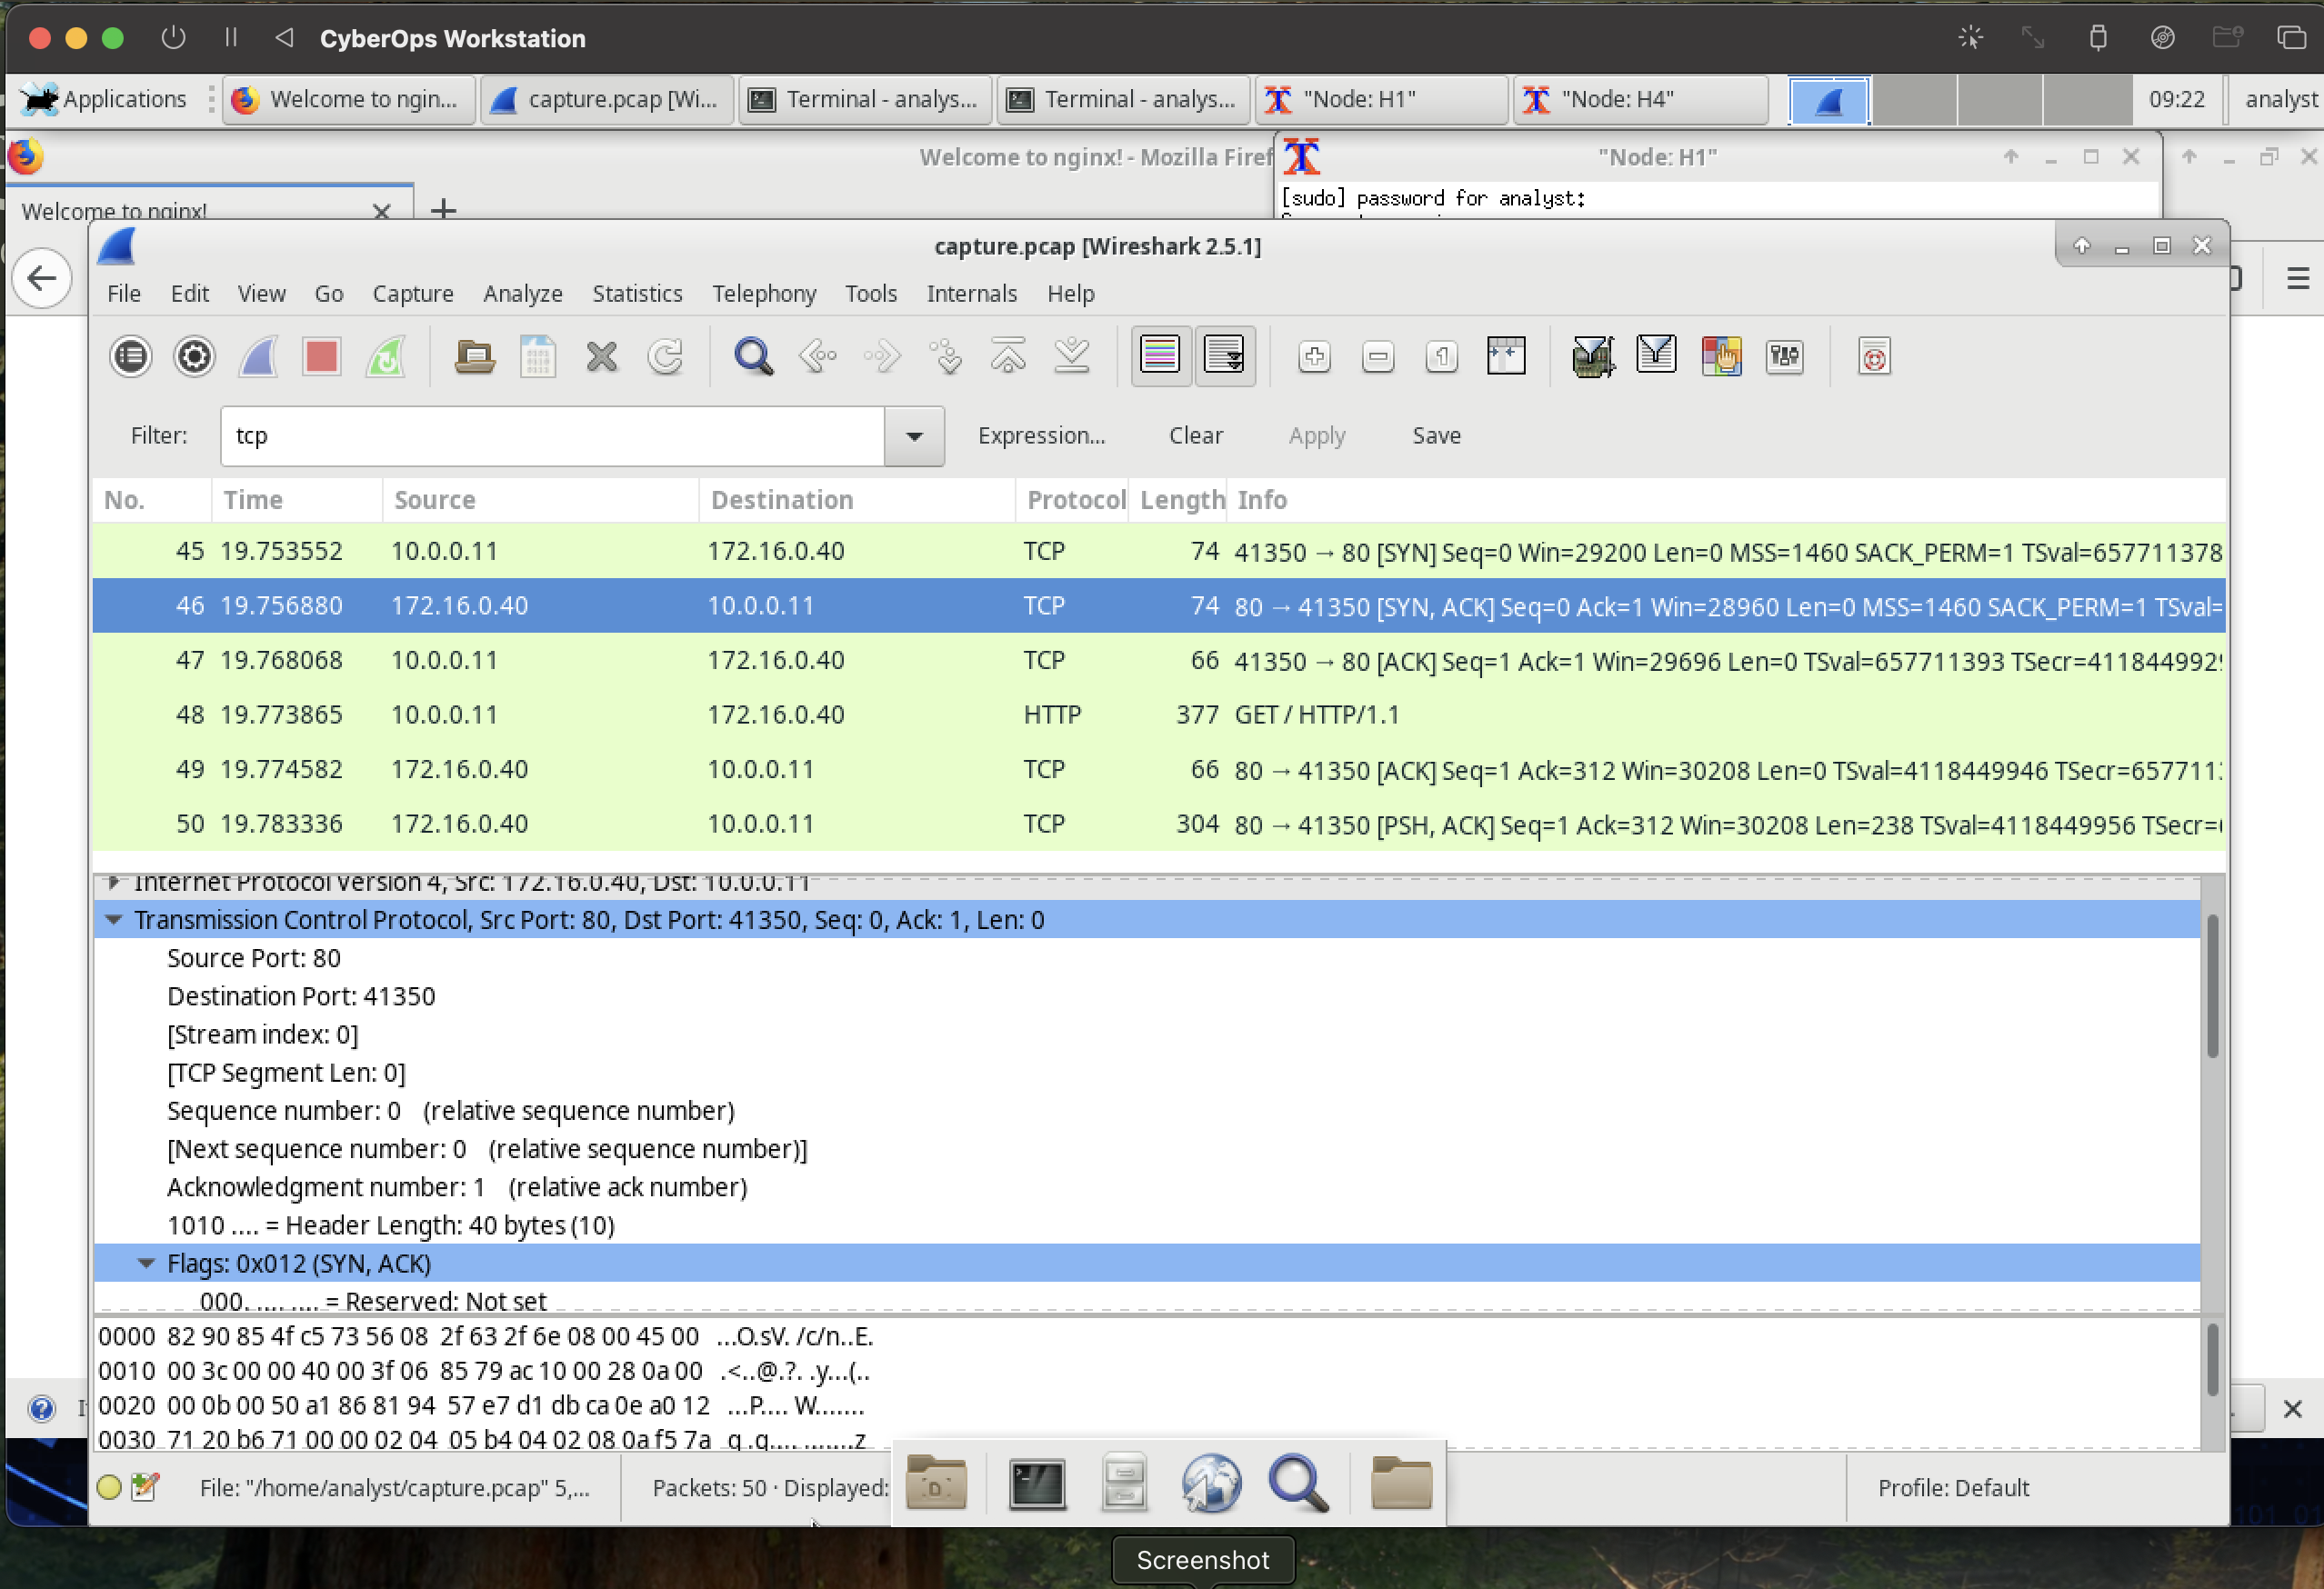 CyberOps Workstation
Applications
Welcome to ngin...
capture.pcap [Wi...
Terminal - analys...
Terminal - analys...
"Node: H1"
"Node: H4"
09:22
analyst
Welcome to nginx! - Mozilla Firef
"Node: H1"
Welcome to nginx!
[sudo] password for analyst:
capture.pcap [Wireshark 2.5.1]
File Edit View Go Capture Analyze Statistics Telephony Tools Internals Help
Filter: tcp Expression... Clear Apply Save
No. Time Source Destination Protocol Length Info
45 19.753552 10.0.0.11 172.16.0.40 TCP 74 41350 → 80 [SYN] Seq=0 Win=29200 Len=0 MSS=1460 SACK_PERM=1 TSval=657711378
46 19.756880 172.16.0.40 10.0.0.11 TCP 74 80 → 41350 [SYN, ACK] Seq=0 Ack=1 Win=28960 Len=0 MSS=1460 SACK_PERM=1 TSval=
47 19.768068 10.0.0.11 172.16.0.40 TCP 66 41350 → 80 [ACK] Seq=1 Ack=1 Win=29696 Len=0 TSval=657711393 TSecr=411844992
48 19.773865 10.0.0.11 172.16.0.40 HTTP 377 GET / HTTP/1.1
49 19.774582 172.16.0.40 10.0.0.11 TCP 66 80 → 41350 [ACK] Seq=1 Ack=312 Win=30208 Len=0 TSval=4118449946 TSecr=657711
50 19.783336 172.16.0.40 10.0.0.11 TCP 304 80 → 41350 [PSH, ACK] Seq=1 Ack=312 Win=30208 Len=238 TSval=4118449956 TSecr=
Internet Protocol Version 4, Src: 172.16.0.40, Dst: 10.0.0.11
Transmission Control Protocol, Src Port: 80, Dst Port: 41350, Seq: 0, Ack: 1, Len: 0
Source Port: 80
Destination Port: 41350
[Stream index: 0]
[TCP Segment Len: 0]
Sequence number: 0 (relative sequence number)
[Next sequence number: 0 (relative sequence number)]
Acknowledgment number: 1 (relative ack number)
1010 .... = Header Length: 40 bytes (10)
Flags: 0x012 (SYN, ACK)
000. .... .... = Reserved: Not set
0000 82 90 85 4f c5 73 56 08 2f 63 2f 6e 08 00 45 00 ...O.sV. /c/n..E.
0010 00 3c 00 00 40 00 3f 06 85 79 ac 10 00 28 0a 00 .<..@.?. .y...(..
0020 00 0b 00 50 a1 86 81 94 57 e7 d1 db ca 0e a0 12 ...P.... W.......
0030 71 20 b6 71 00 00 02 04 05 b4 04 02 08 0a f5 7a q .q.... .......z
File: "/home/analyst/capture.pcap" 5,...
Packets: 50 · Displayed:
Profile: Default
Screenshot